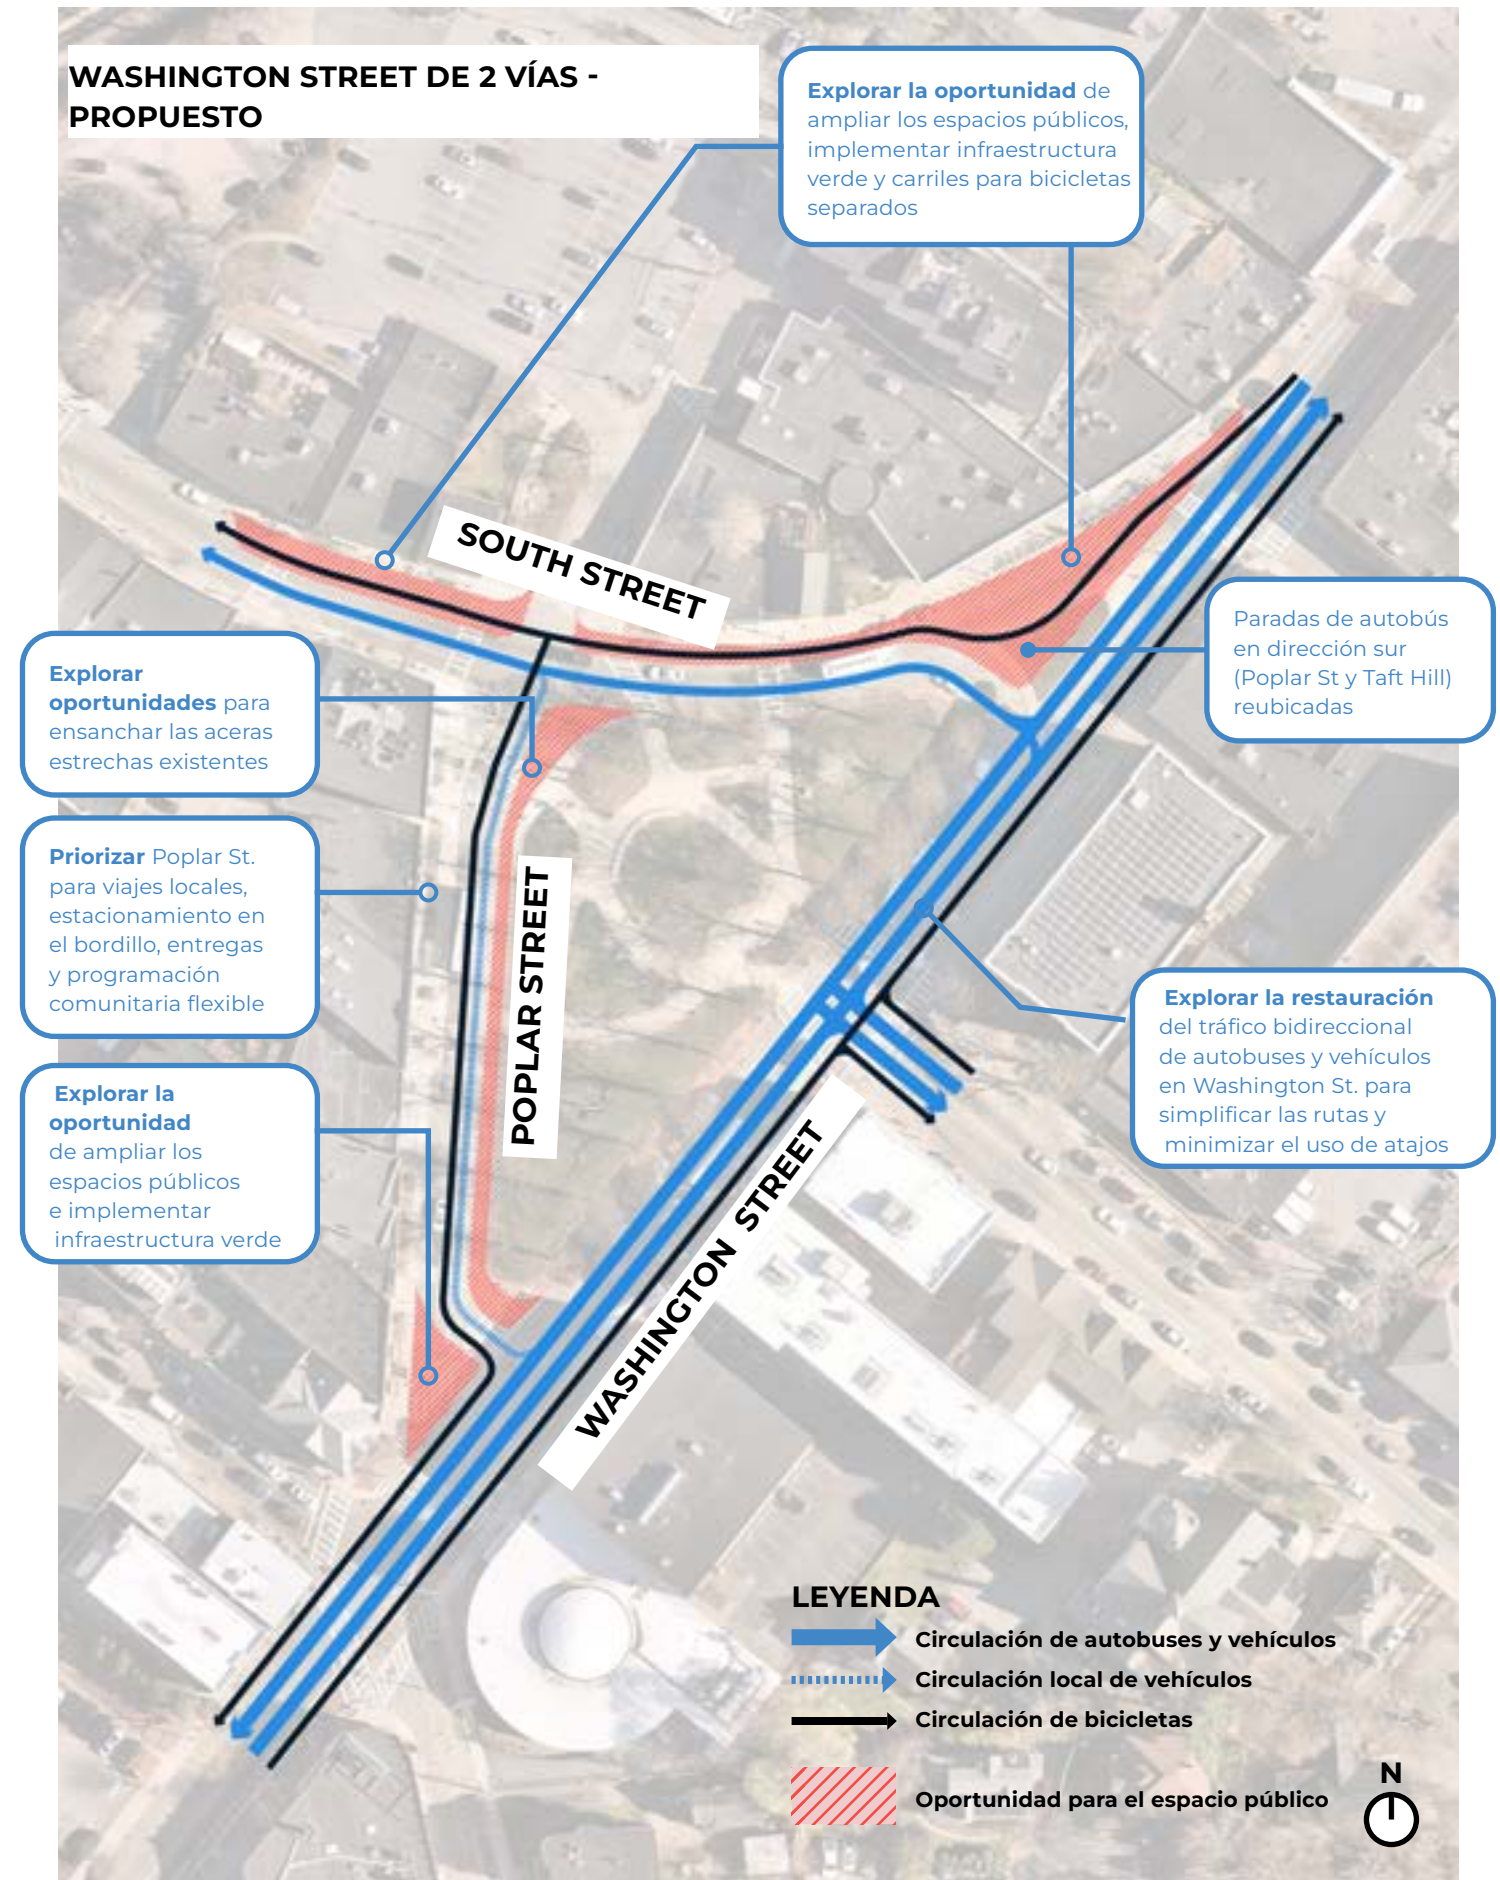 WASHINGTON STREET DE 2 VÍAS -
PROPUESTO
Explorar la oportunidad de
ampliar los espacios públicos,
implementar infraestructura
verde y carriles para bicicletas
separados
SOUTH STREET
Paradas de autobús
en dirección sur
(Poplar St y Taft Hill)
reubicadas
Explorar
oportunidades para
ensanchar las aceras
estrechas existentes
Priorizar Poplar St.
para viajes locales,
estacionamiento en
el bordillo, entregas
y programación
comunitaria flexible
POPLAR STREET
Explorar la restauración
del tráfico bidireccional
de autobuses y vehículos
en Washington St. para
simplificar las rutas y
minimizar el uso de atajos
Explorar la
oportunidad
de ampliar los
espacios públicos
e implementar
infraestructura verde
WASHINGTON STREET
LEYENDA
Circulación de autobuses y vehículos
Circulación local de vehículos
Circulación de bicicletas
Oportunidad para el espacio público
N